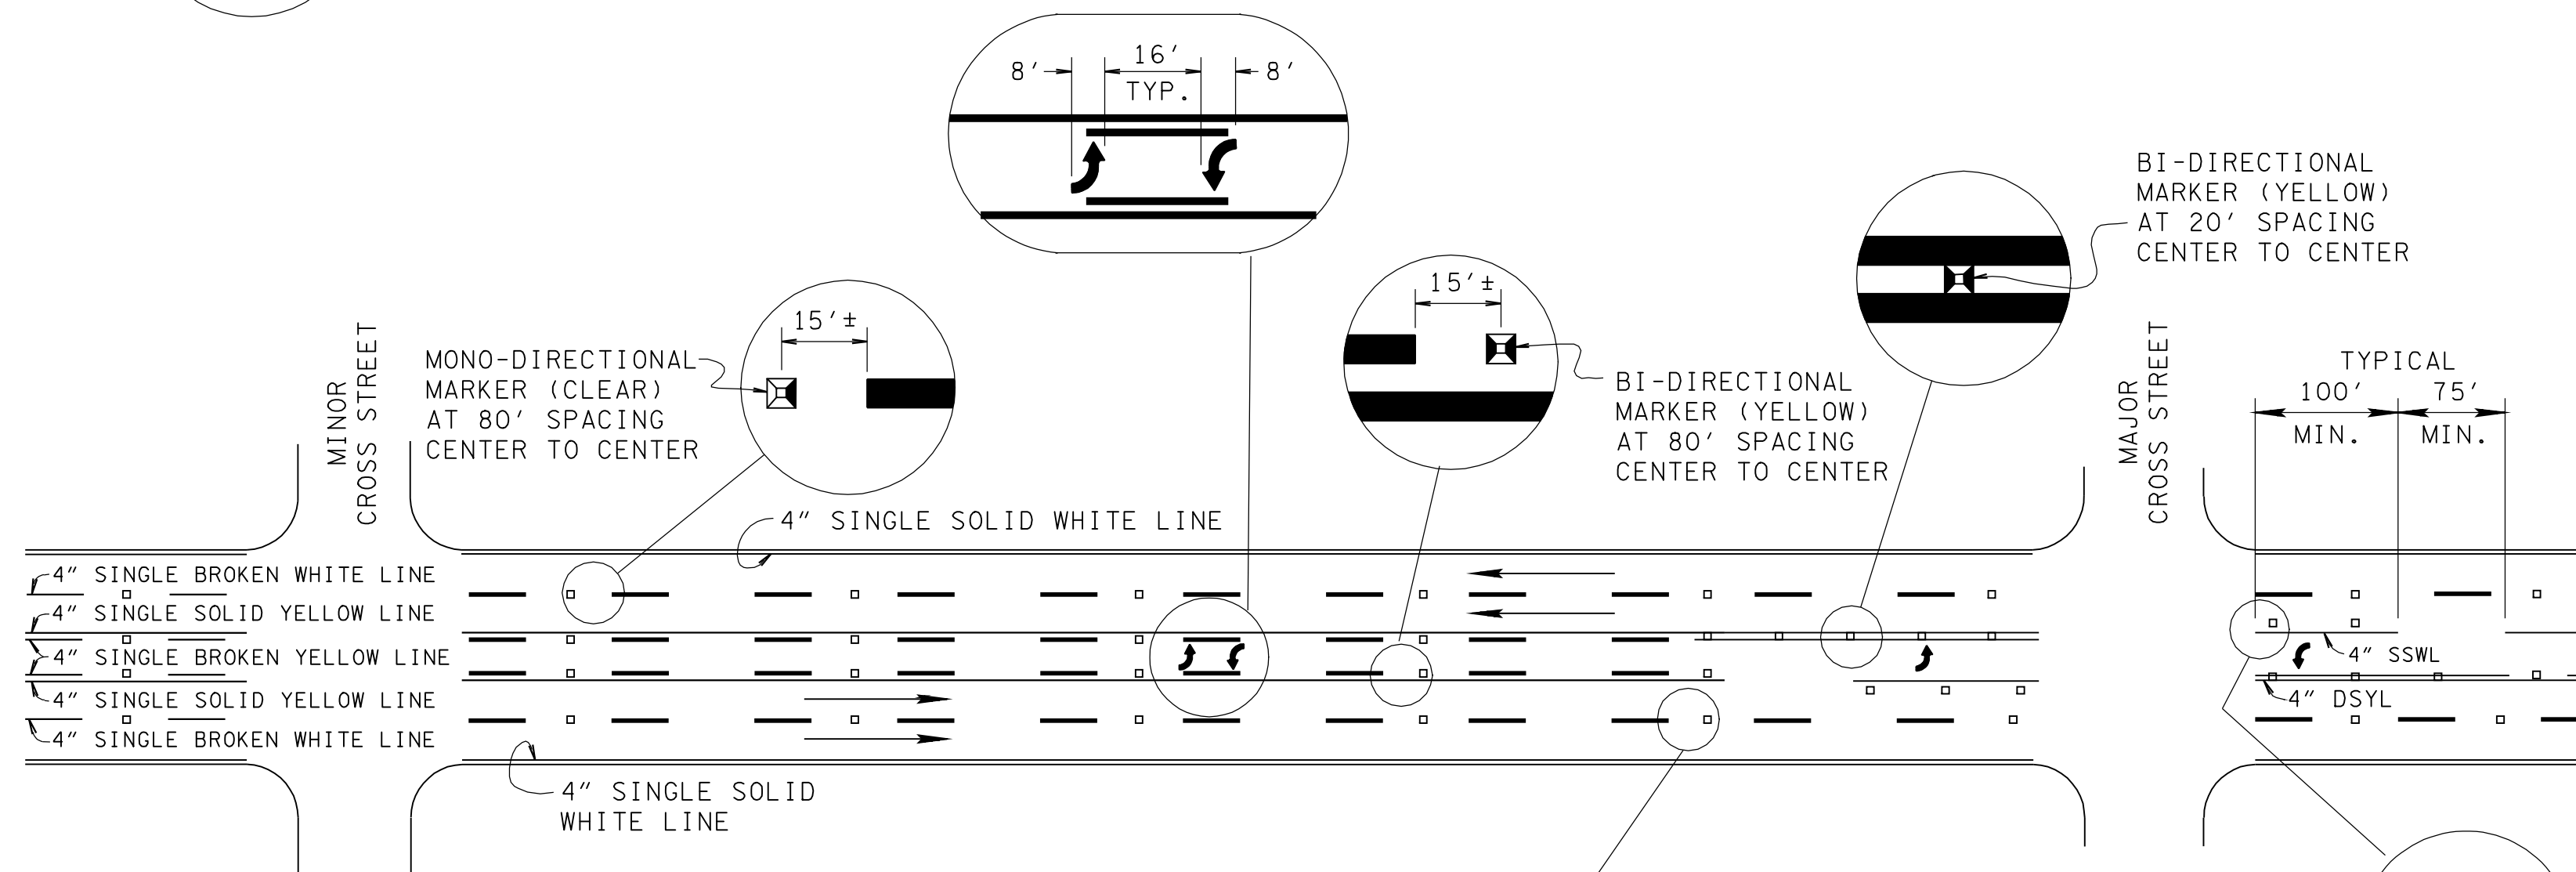 8' 16' 8'
TYP.
BI-DIRECTIONAL
MARKER (YELLOW)
AT 20' SPACING
CENTER TO CENTER
15'±
MONO-DIRECTIONAL
MARKER (CLEAR)
AT 80' SPACING
CENTER TO CENTER
15'±
BI-DIRECTIONAL
MARKER (YELLOW)
AT 80' SPACING
CENTER TO CENTER
MINOR
CROSS STREET
MAJOR
CROSS STREET
TYPICAL
100' 75'
MIN. MIN.
4" SINGLE SOLID WHITE LINE
4" SINGLE BROKEN WHITE LINE
4" SINGLE SOLID YELLOW LINE
4" SINGLE BROKEN YELLOW LINE
4" SINGLE SOLID YELLOW LINE
4" SINGLE BROKEN WHITE LINE
4" SSWL
4" DSYL
4" SINGLE SOLID
WHITE LINE